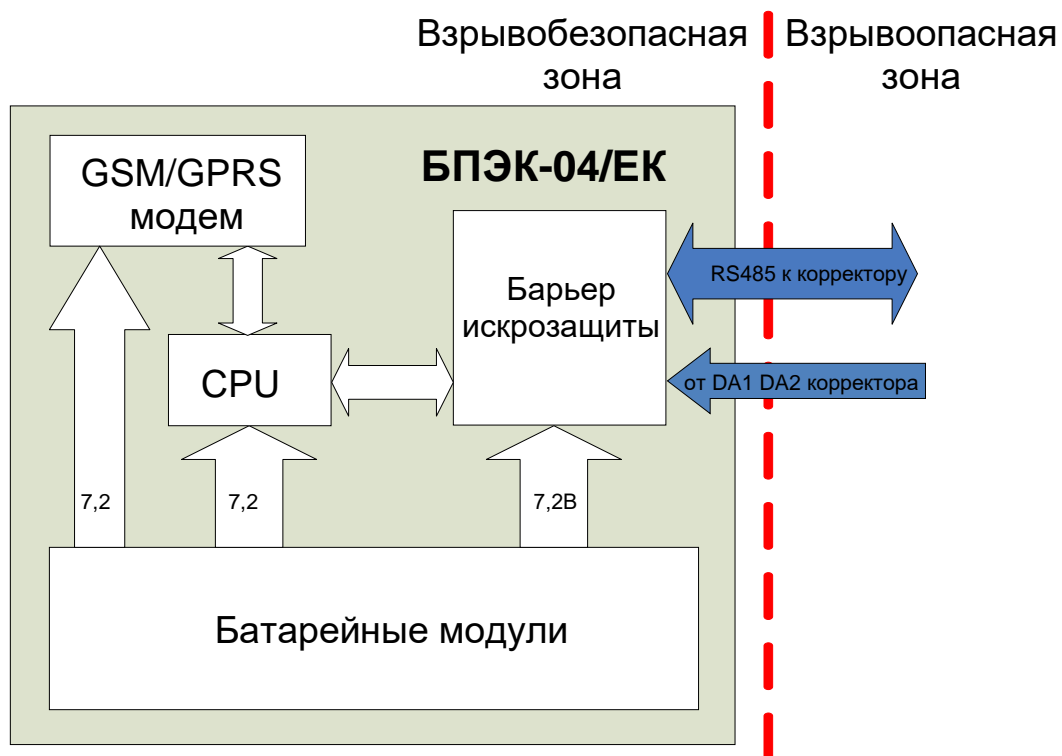 Взрывобезопасная
зона
Взрывоопасная
зона
БПЭК-04/ЕК
GSM/GPRS
модем
Барьер
искрозащиты
RS485 к корректору
CPU
от DA1 DA2 корректора
7,2
7,2
7,2В
Батарейные модули